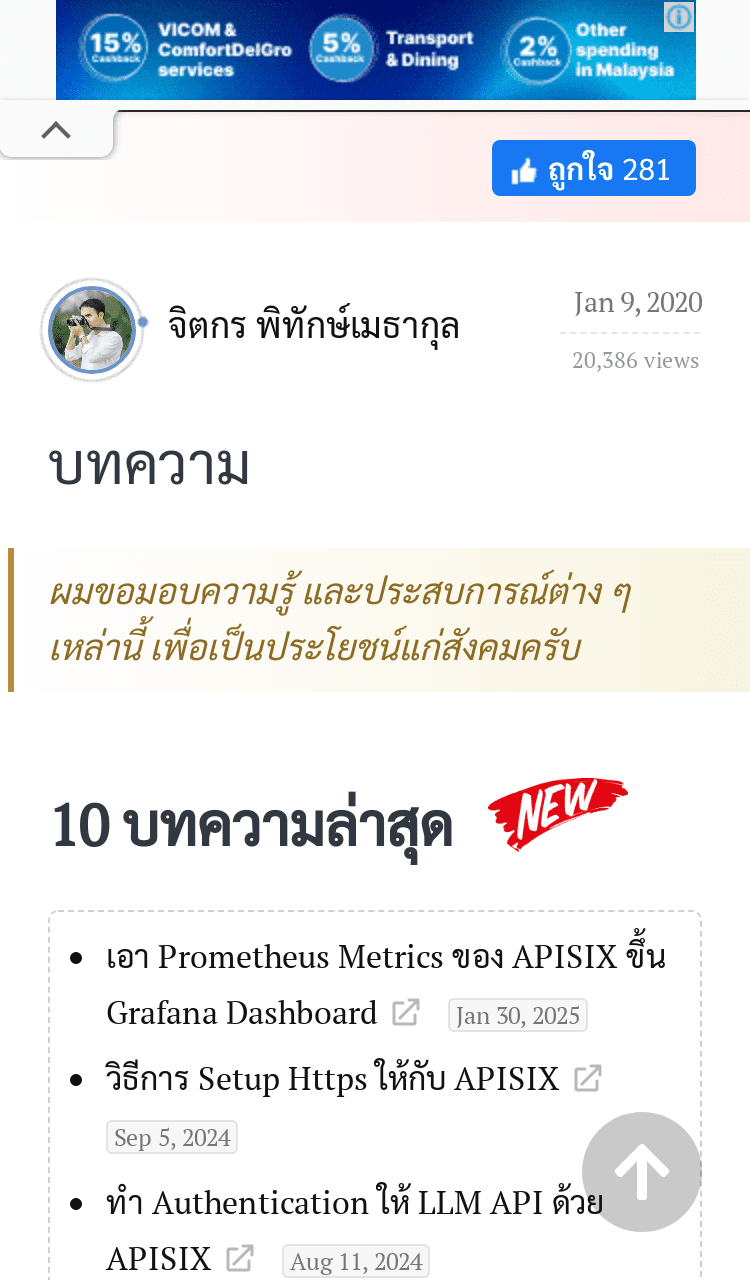 15% Cashback VICOM & ComfortDelGro services
5% Cashback Transport & Dining
2% Cashback Other spending in Malaysia
ถูกใจ 281
จิตกร พิทักษ์เมธากุล
Jan 9, 2020
20,386 views
บทความ
ผมขอมอบความรู้ และประสบการณ์ต่าง ๆ
เหล่านี้ เพื่อเป็นประโยชน์แก่สังคมครับ
10 บทความล่าสุด NEW
เอา Prometheus Metrics ของ APISIX ขึ้น
Grafana Dashboard Jan 30, 2025
วิธีการ Setup Https ให้กับ APISIX
Sep 5, 2024
ทำ Authentication ให้ LLM API ด้วย
APISIX Aug 11, 2024